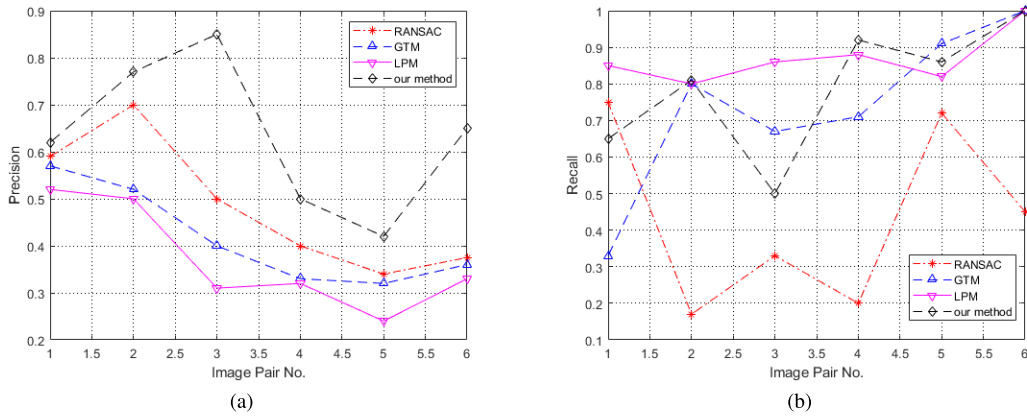 0.9
0.8
0.7
0.6
0.5
0.4
0.3
0.2
Precision
1
1.5
2
2.5
3
3.5
4
4.5
5
5.5
6
Image Pair No.
RANSAC
GTM
LPM
our method
(a)
1
0.9
0.8
0.7
0.6
0.5
0.4
0.3
0.2
0.1
Recall
1
1.5
2
2.5
3
3.5
4
4.5
5
5.5
6
Image Pair No.
RANSAC
GTM
LPM
our method
(b)